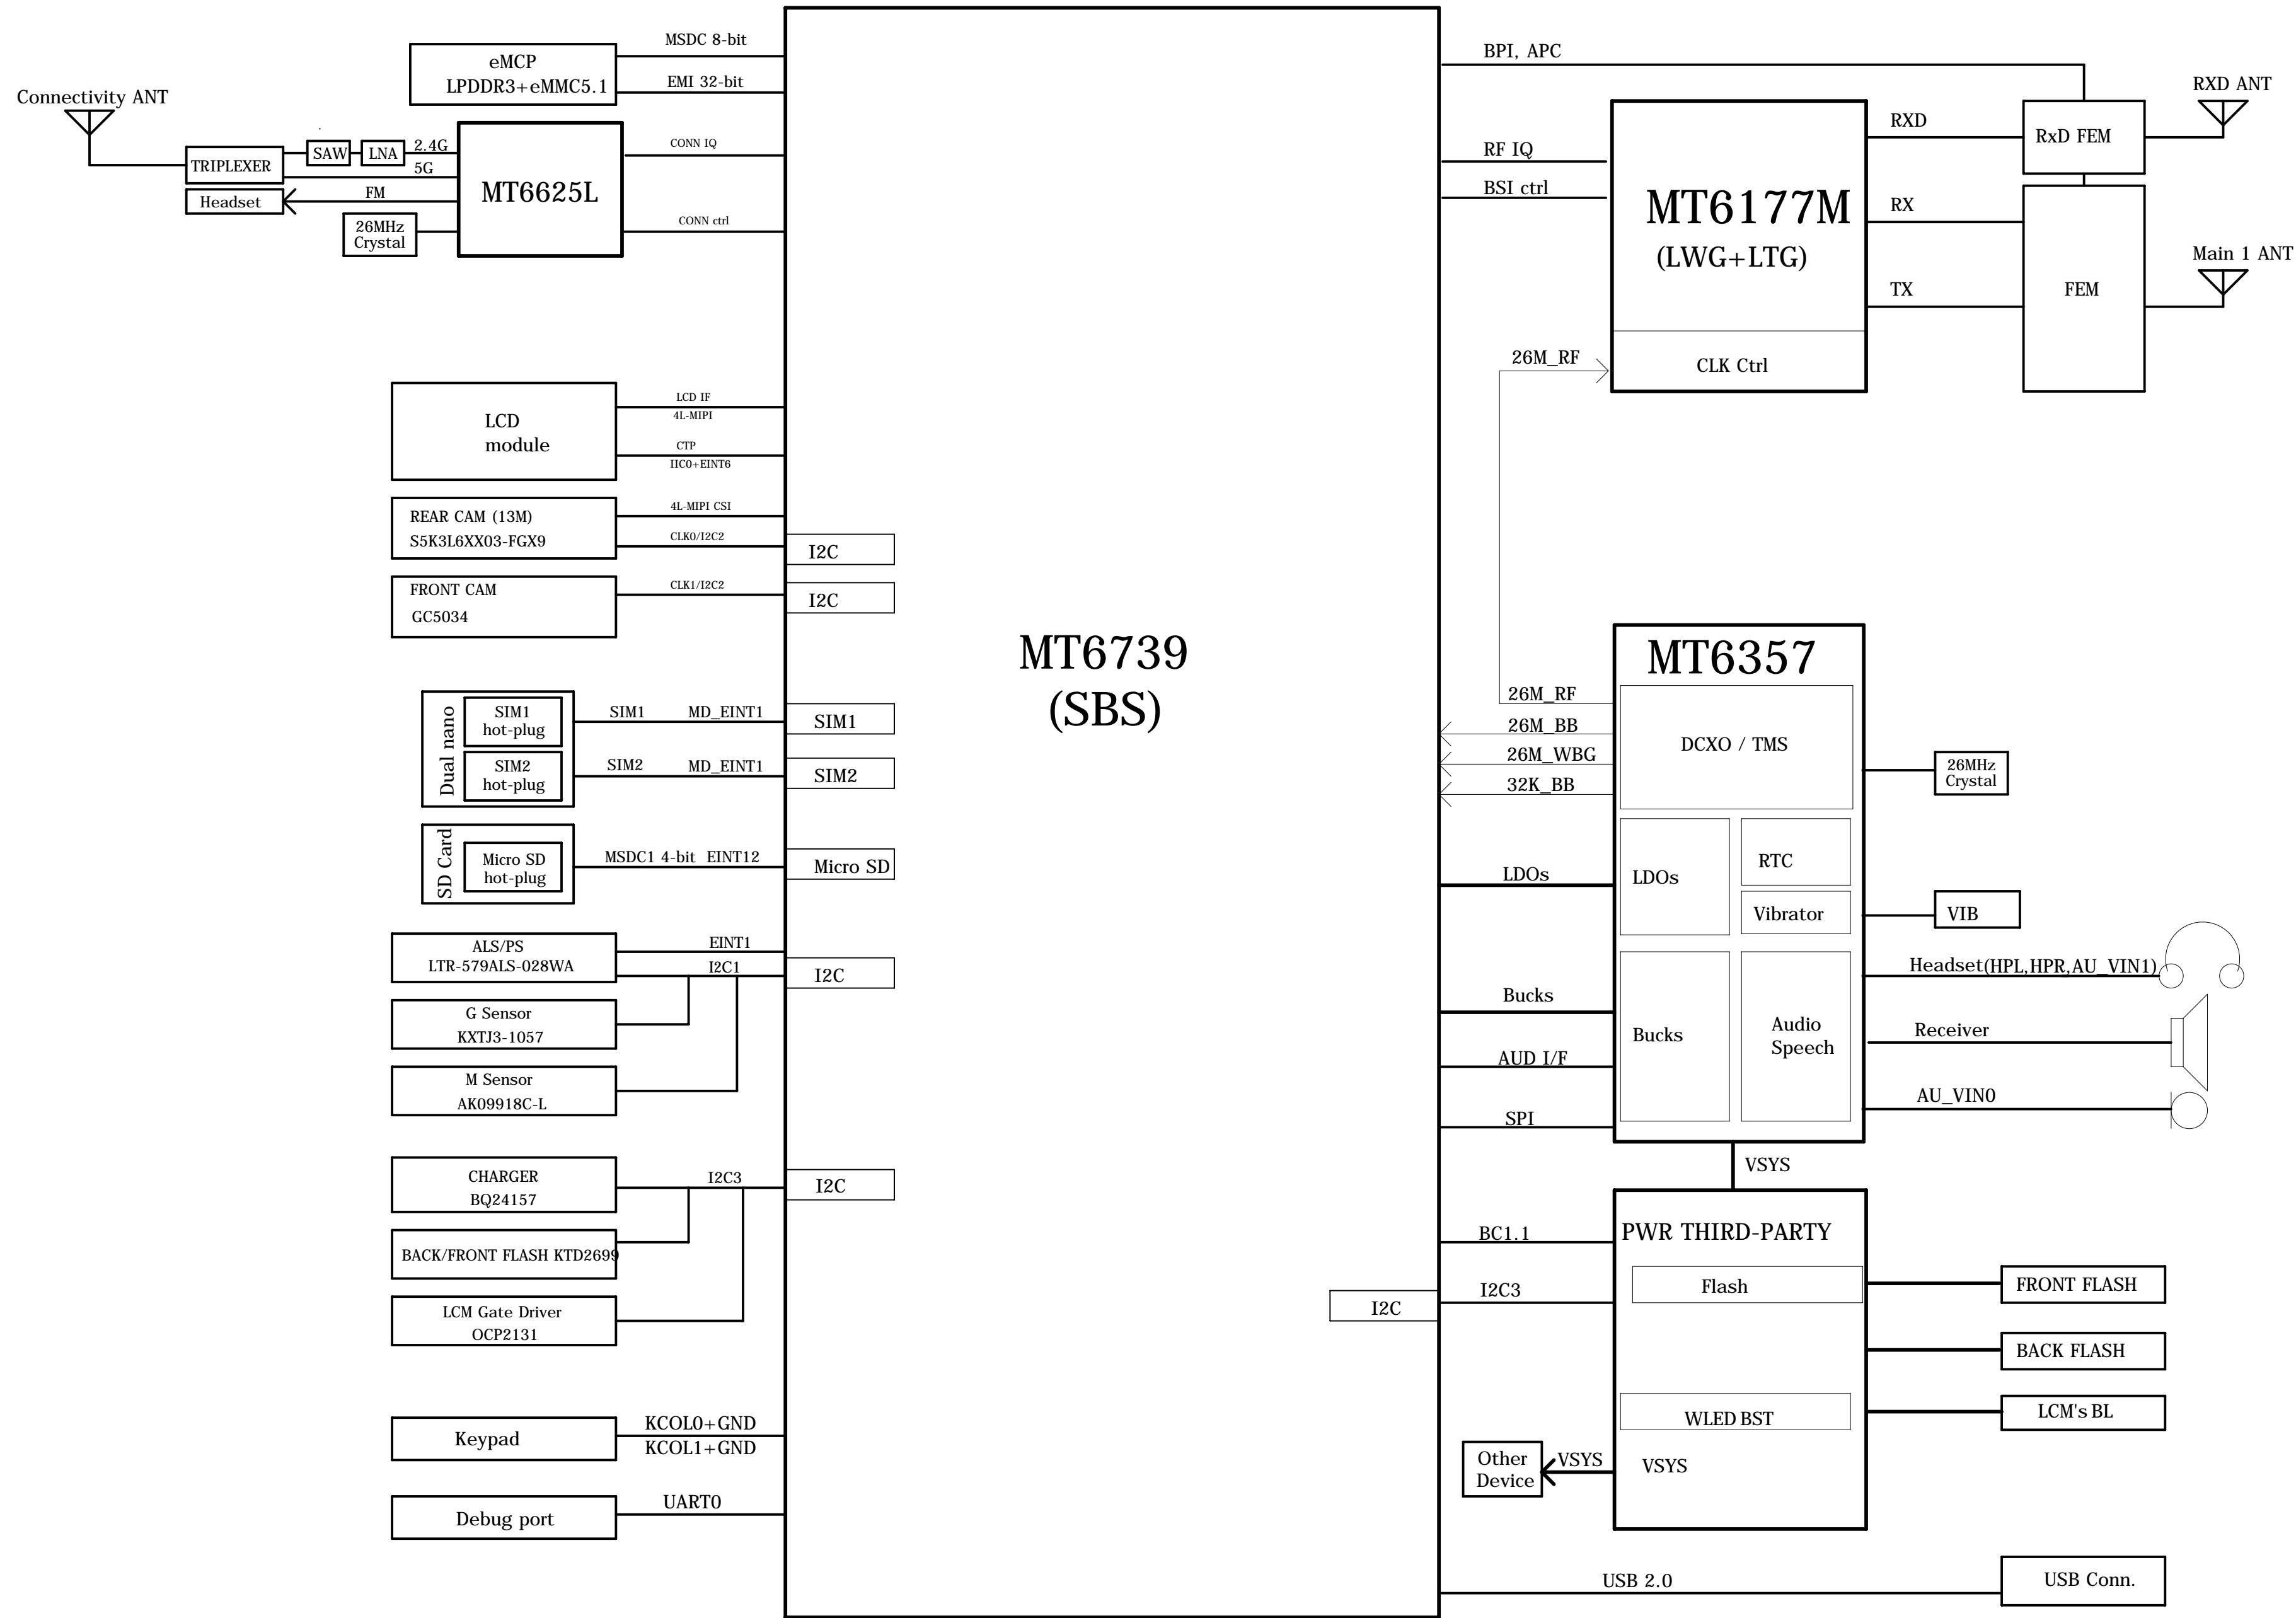 MSDC 8-bit
eMCP
LPDDR3+eMMC5.1
EMI 32-bit
Connectivity ANT
TRIPLEXER
SAW
LNA
2.4G
5G
Headset
FM
26MHz
Crystal
MT6625L
CONN IQ
CONN ctrl
LCD
module
LCD IF
4L-MIPI
CTP
IIC0+EINT6
REAR CAM (13M)
S5K3L6XX03-FGX9
4L-MIPI CSI
CLK0/I2C2
I2C
FRONT CAM
GC5034
CLK1/I2C2
I2C
MT6739
(SBS)
Dual nano
SIM1
hot-plug
SIM1
MD_EINT1
SIM1
SIM2
hot-plug
SIM2
MD_EINT1
SIM2
SD Card
Micro SD
hot-plug
MSDC1 4-bit EINT12
Micro SD
ALS/PS
LTR-579ALS-028WA
EINT1
I2C1
I2C
G Sensor
KXTJ3-1057
M Sensor
AK09918C-L
CHARGER
BQ24157
I2C3
I2C
BACK/FRONT FLASH KTD2699
LCM Gate Driver
OCP2131
Keypad
KCOL0+GND
KCOL1+GND
Debug port
UART0
BPI, APC
RF IQ
BSI ctrl
MT6177M
(LWG+LTG)
CLK Ctrl
26M_RF
RXD
RX
TX
RxD FEM
FEM
RXD ANT
Main 1 ANT
MT6357
26M_RF
26M_BB
26M_WBG
32K_BB
DCXO / TMS
26MHz
Crystal
LDOs
LDOs
RTC
Vibrator
VIB
Bucks
Bucks
Audio
Speech
AUD I/F
SPI
Headset(HPL,HPR,AU_VIN1)
Receiver
AU_VIN0
VSYS
PWR THIRD-PARTY
BC1.1
I2C3
I2C
Flash
FRONT FLASH
BACK FLASH
WLED BST
LCM's BL
Other
Device
VSYS
VSYS
USB 2.0
USB Conn.